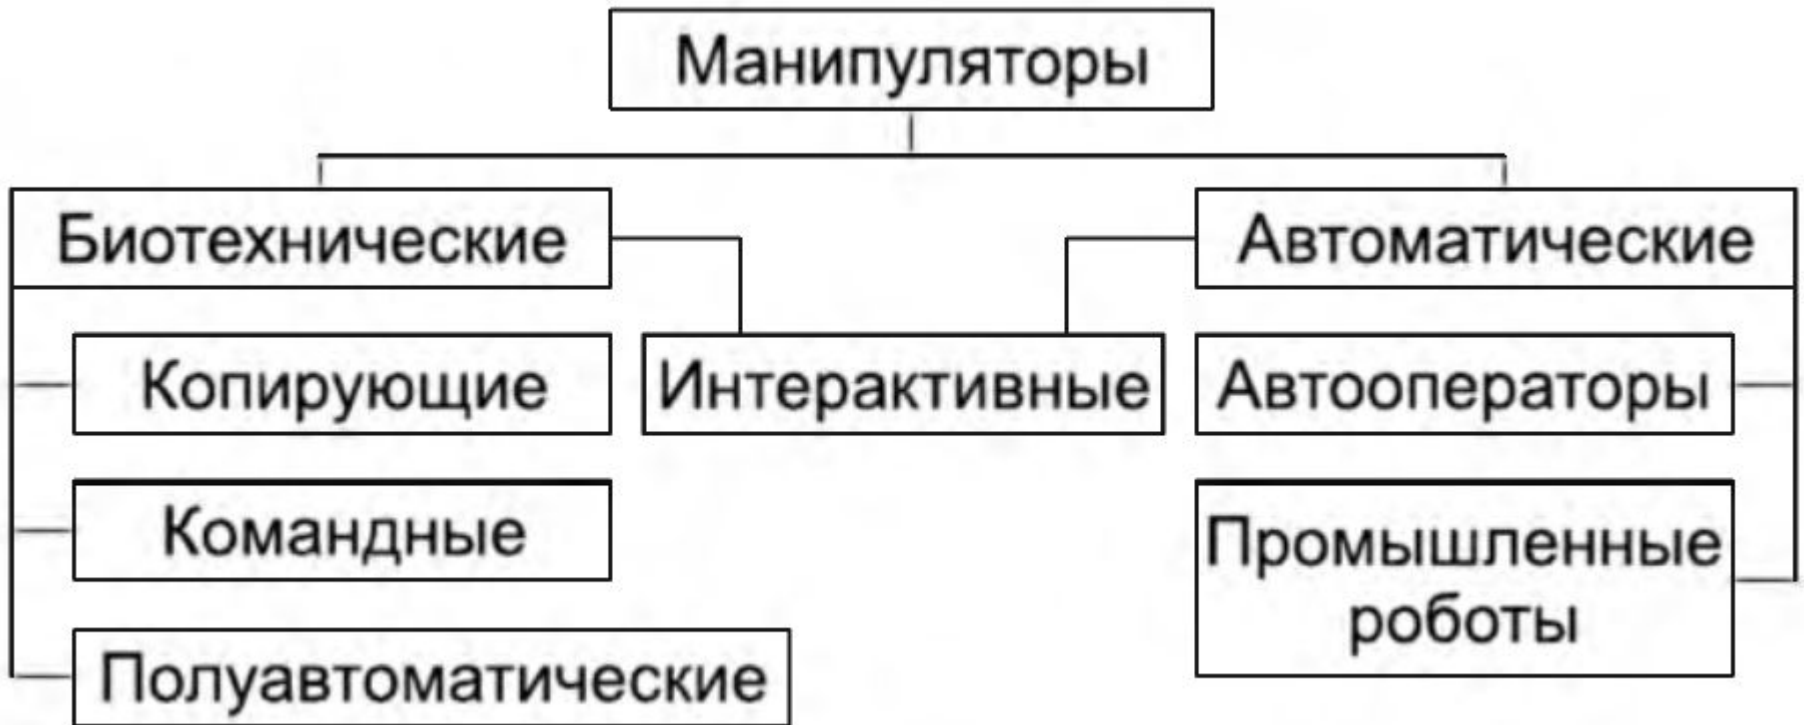 Манипуляторы
Биотехнические
Автоматические
Копирующие
Интерактивные
Автооператоры
Командные
Промышленные
роботы
Полуавтоматические